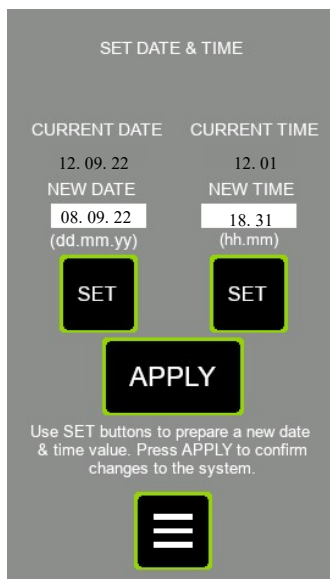 SET DATE & TIME
CURRENT DATE CURRENT TIME
12. 09. 22 12. 01
NEW DATE NEW TIME
08. 09. 22 18. 31
(dd.mm.yy) (hh.mm)
SET SET
APPLY
Use SET buttons to prepare a new date
& time value. Press APPLY to confirm
changes to the system.